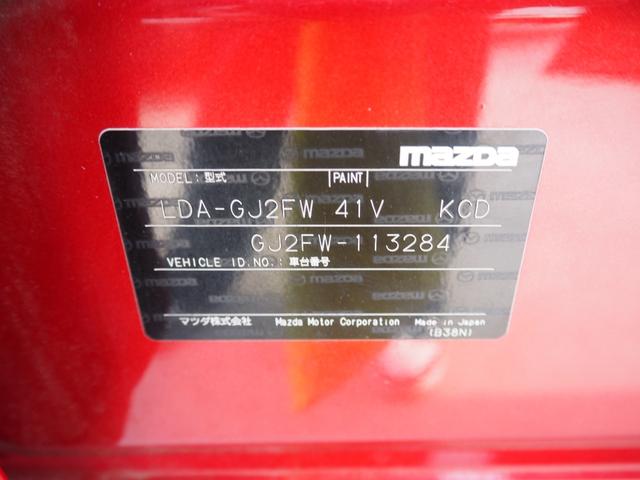 mazda
MODEL: 型式 PAINT
LDA-GJ2FW 41V KCD
GJ2FW-113284
VEHICLE ID.NO.: 車台番号
マツダ株式会社 Mazda Motor Corporation Made in Japan
(B38N)